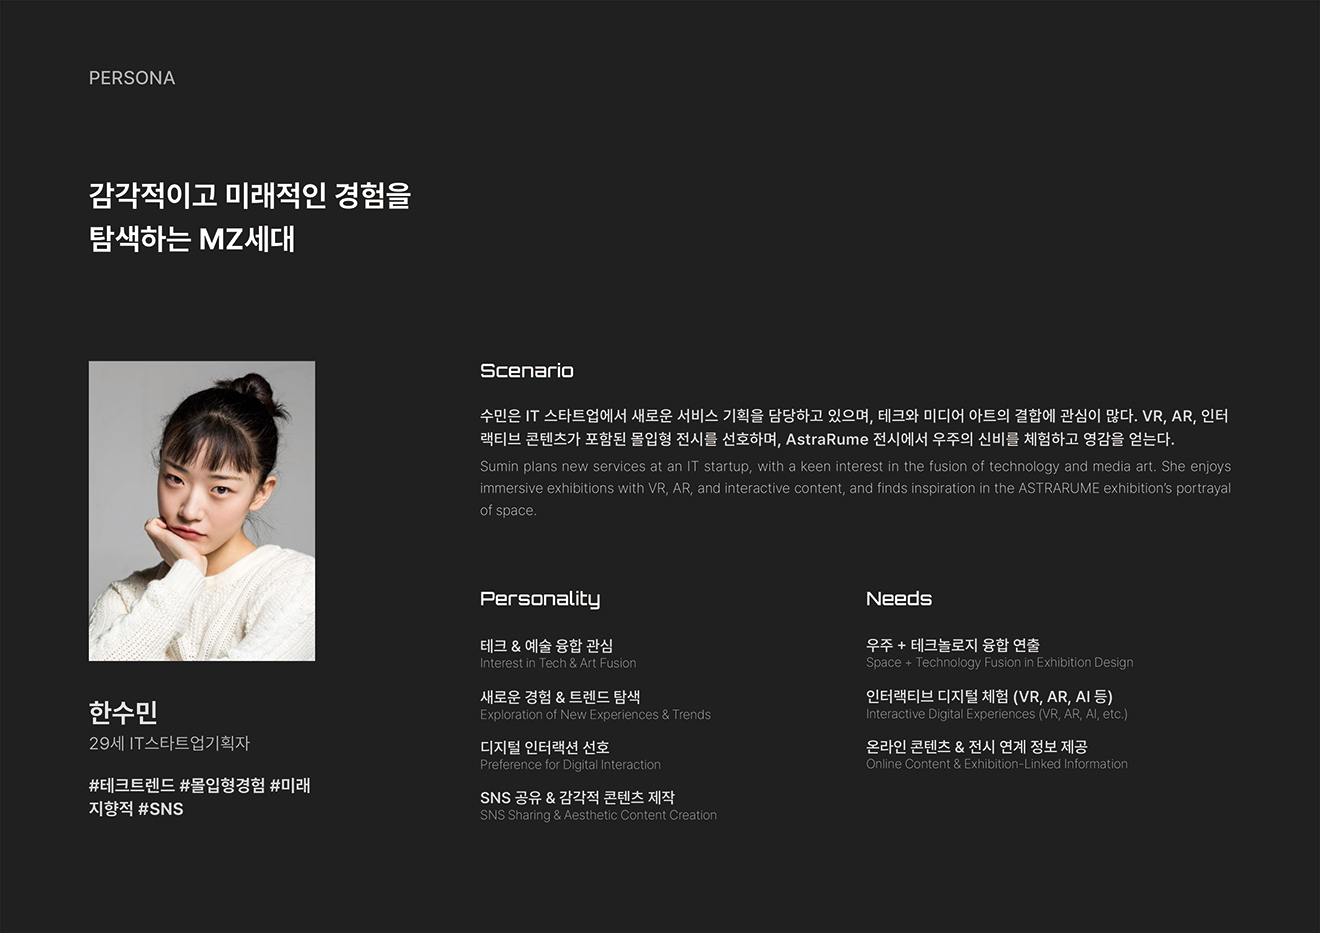 PERSONA
감각적이고 미래적인 경험을
탐색하는 MZ세대
한수민
29세 IT스타트업기획자
#테크트렌드 #몰입형경험 #미래
지향적 #SNS
Scenario
수민은 IT 스타트업에서 새로운 서비스 기획을 담당하고 있으며, 테크와 미디어 아트의 결합에 관심이 많다. VR, AR, 인터
랙티브 콘텐츠가 포함된 몰입형 전시를 선호하며, AstraRume 전시에서 우주의 신비를 체험하고 영감을 얻는다.
Sumin plans new services at an IT startup, with a keen interest in the fusion of technology and media art. She enjoys
immersive exhibitions with VR, AR, and interactive content, and finds inspiration in the ASTRARUME exhibition's portrayal
of space.
Personality
테크 & 예술 융합 관심
Interest in Tech & Art Fusion
새로운 경험 & 트렌드 탐색
Exploration of New Experiences & Trends
디지털 인터랙션 선호
Preference for Digital Interaction
SNS 공유 & 감각적 콘텐츠 제작
SNS Sharing & Aesthetic Content Creation
Needs
우주 + 테크놀로지 융합 연출
Space + Technology Fusion in Exhibition Design
인터랙티브 디지털 체험 (VR, AR, AI 등)
Interactive Digital Experiences (VR, AR, AI, etc.)
온라인 콘텐츠 & 전시 연계 정보 제공
Online Content & Exhibition-Linked Information